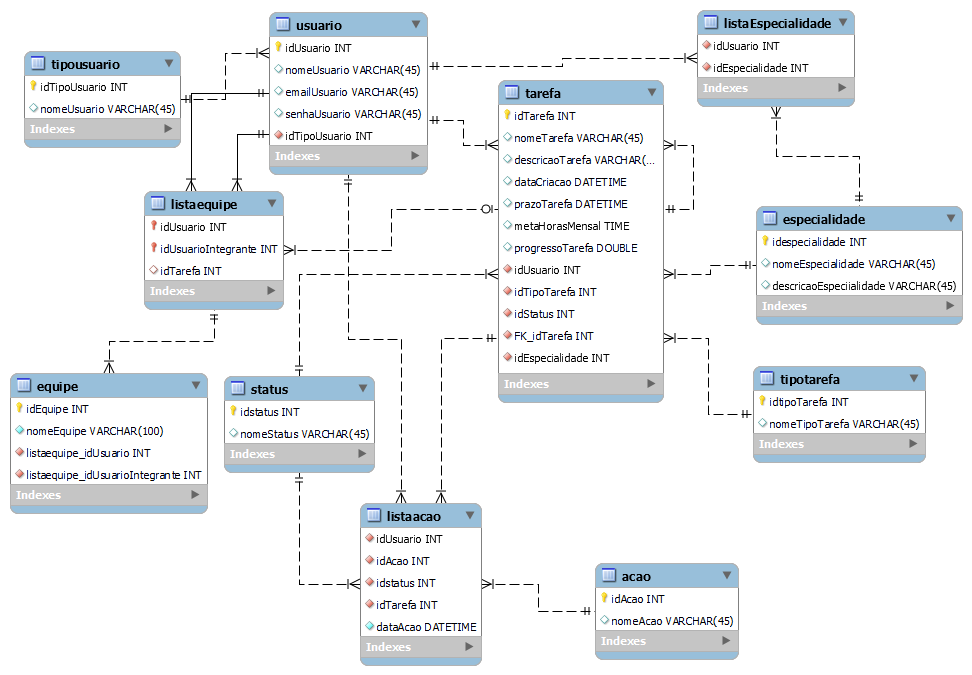 tipousuario
idTipoUsuario INT
nomeUsuario VARCHAR(45)
Indexes
usuario
idUsuario INT
nomeUsuario VARCHAR(45)
emailUsuario VARCHAR(45)
senhaUsuario VARCHAR(45)
idTipoUsuario INT
Indexes
listaEspecialidade
idUsuario INT
idEspecialidade INT
Indexes
tarefa
idTarefa INT
nomeTarefa VARCHAR(45)
descricaoTarefa VARCHAR(...
dataCriacao DATETIME
prazoTarefa DATETIME
metaHorasMensal TIME
progressoTarefa DOUBLE
idUsuario INT
idTipoTarefa INT
idStatus INT
FK_idTarefa INT
idEspecialidade INT
Indexes
listaequipe
idUsuario INT
idUsuarioIntegrante INT
idTarefa INT
Indexes
especialidade
idespecialidade INT
nomeEspecialidade VARCHAR(45)
descricaoEspeciialidade VARCHAR(45)
Indexes
equipe
idEquipe INT
nomeEquipe VARCHAR(100)
listaequipe_idUsuario INT
listaequipe_idUsuarioIntegrante INT
Indexes
status
idstatus INT
nomeStatus VARCHAR(45)
Indexes
tipotarefa
idtipoTarefa INT
nomeTipoTarefa VARCHAR(45)
Indexes
listaacao
idUsuario INT
idAcao INT
idstatus INT
idTarefa INT
dataAcao DATETIME
Indexes
acao
idAcao INT
nomeAcao VARCHAR(45)
Indexes